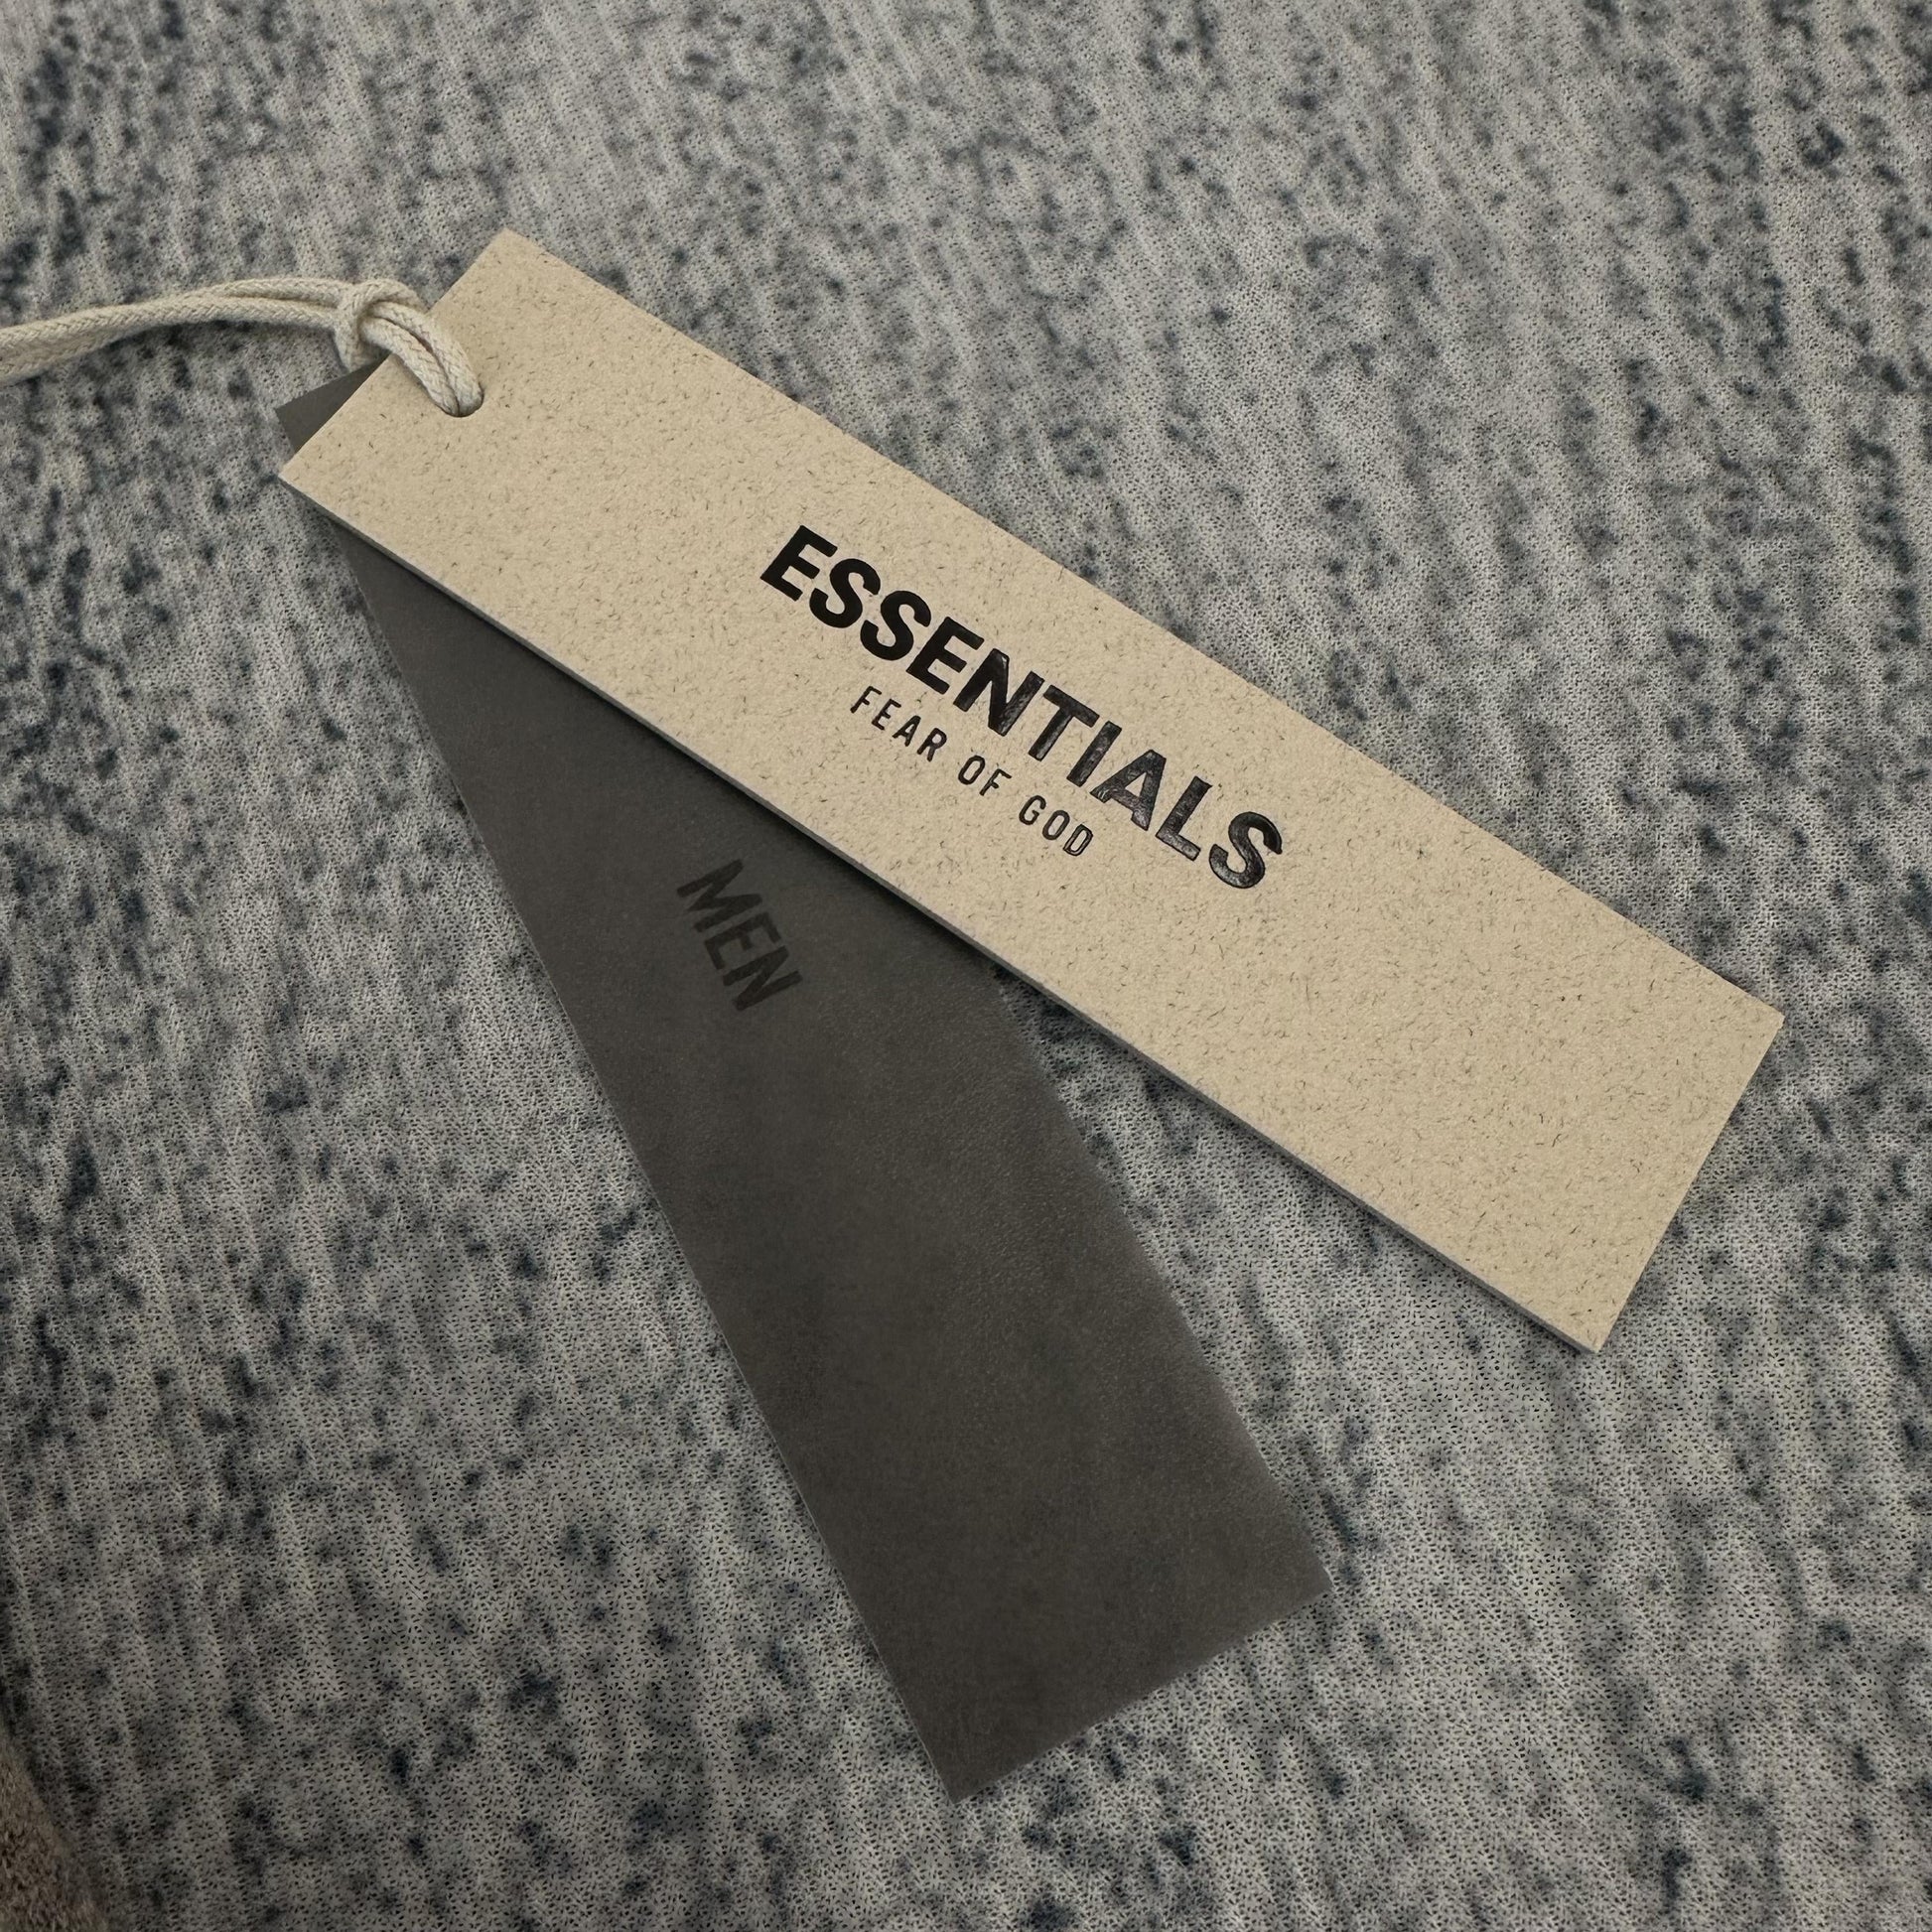 ESSENTIALS
FEAR OF GOD
MEN